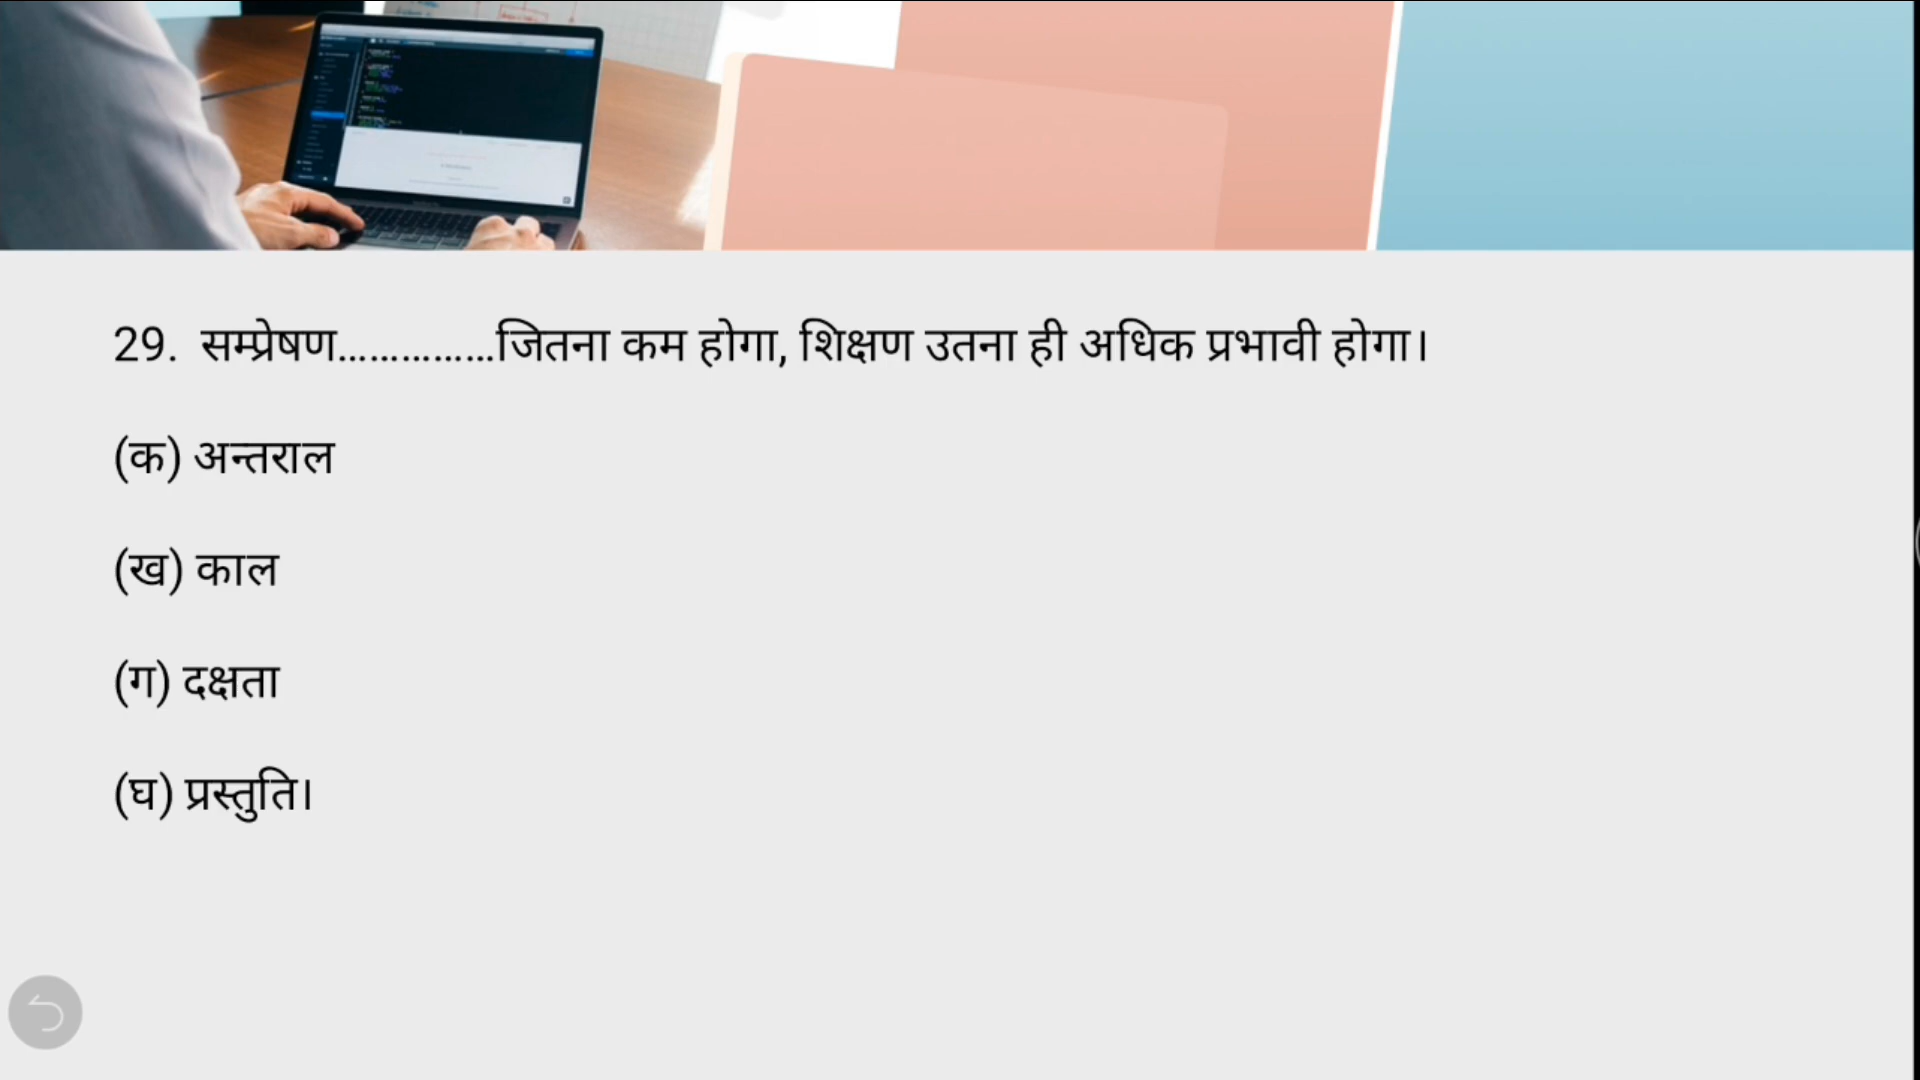 29. सम्प्रेषण...............जितना कम होगा, शिक्षण उतना ही अधिक प्रभावी होगा।
(क) अन्तराल
(ख) काल
(ग) दक्षता
(घ) प्रस्तुति।